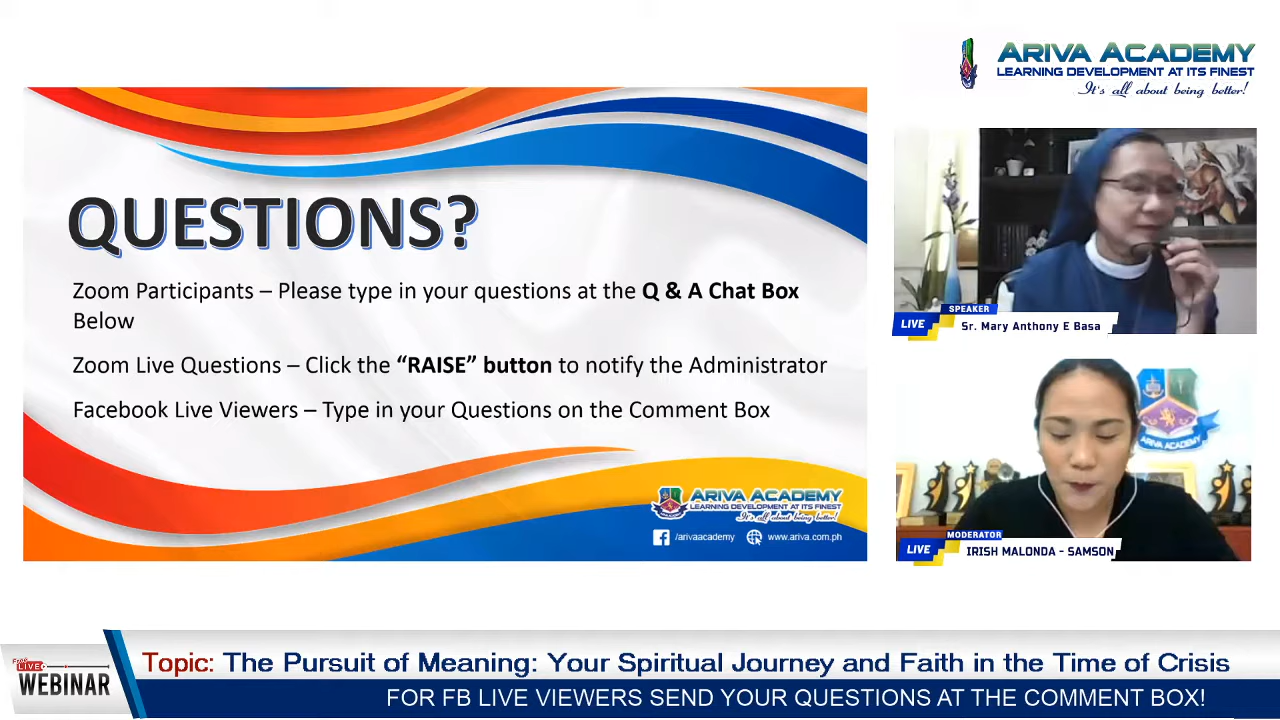 ARIVA ACADEMY
LEARNING DEVELOPMENT AT ITS FINEST
It's all about being better!
QUESTIONS?
Zoom Participants – Please type in your questions at the Q & A Chat Box
Below
Zoom Live Questions – Click the “RAISE” button to notify the Administrator
Facebook Live Viewers – Type in your Questions on the Comment Box
ARIVA ACADEMY
LEARNING DEVELOPMENT AT ITS FINEST
It's all about being better!
/arivaacademy
www.ariva.com.ph
SPEAKER
LIVE
Sr. Mary Anthony E Basa
ARIVA ACADEMY
MODERATOR
LIVE
IRISH MALONDA - SAMSON
LIVE
WEBINAR
Topic: The Pursuit of Meaning: Your Spiritual Journey and Faith in the Time of Crisis
FOR FB LIVE VIEWERS SEND YOUR QUESTIONS AT THE COMMENT BOX!